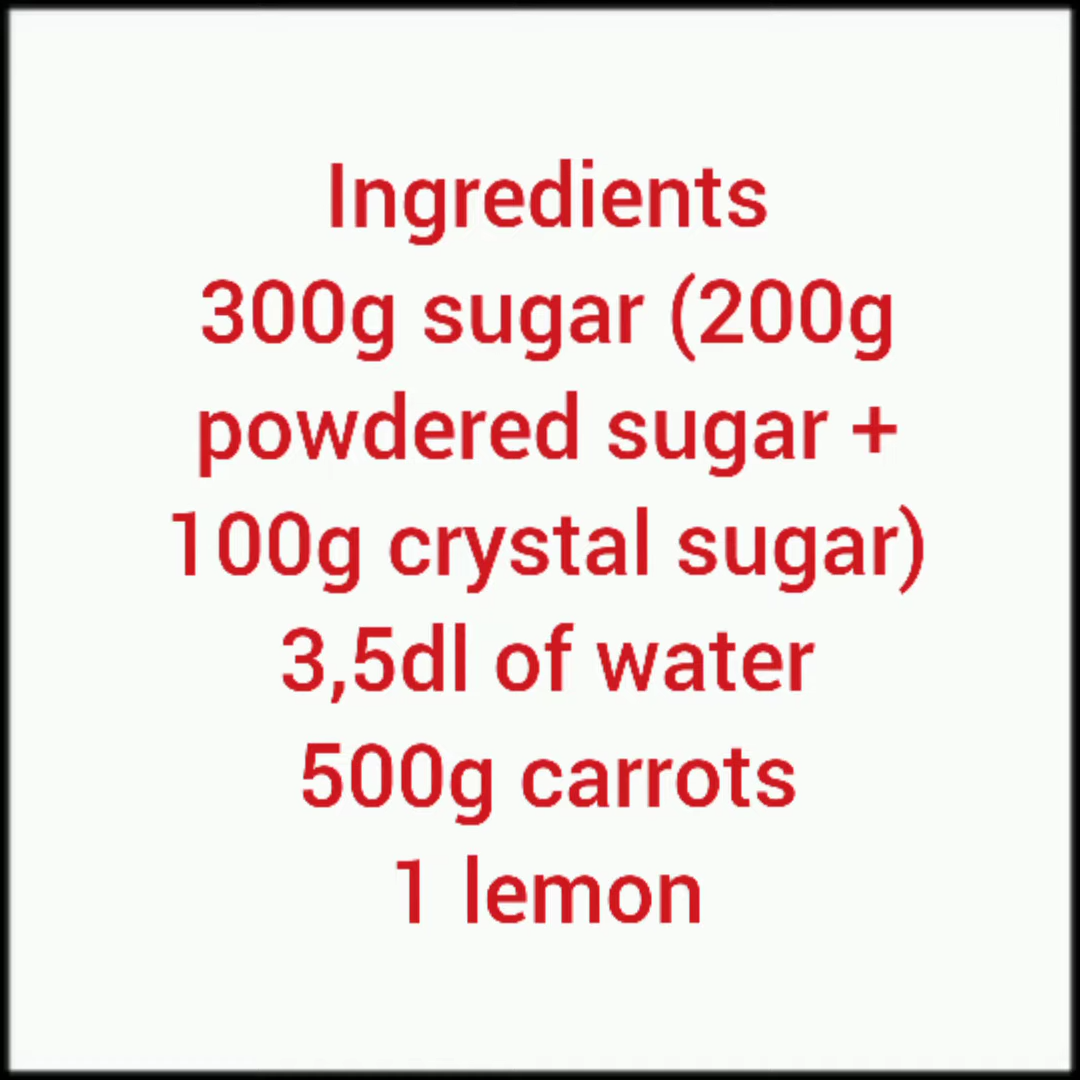 Ingredients
300g sugar (200g
powdered sugar +
100g crystal sugar)
3,5dl of water
500g carrots
1 lemon